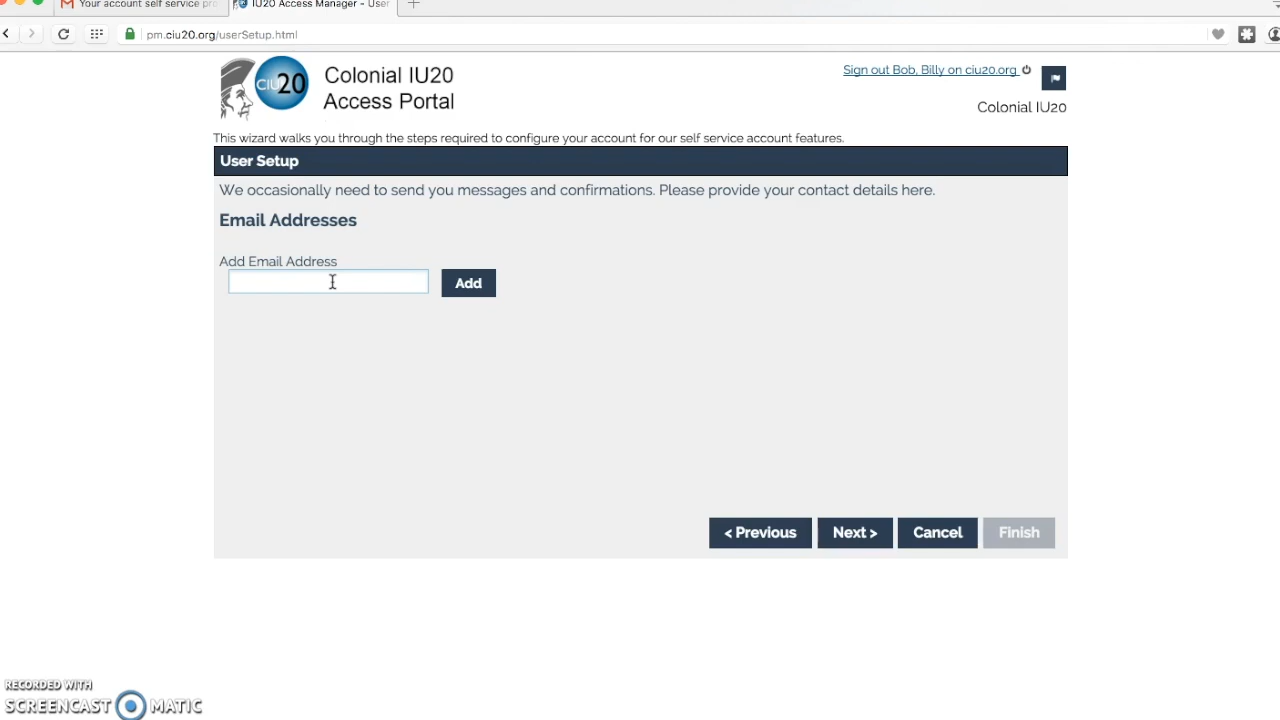 Your account self service pro
IU20 Access Manager - User
pm.ciu20.org/userSetup.html
CIU20
Colonial IU20
Access Portal
Sign out Bob, Billy on ciu20.org
Colonial IU20
This wizard walks you through the steps required to configure your account for our self service account features.
User Setup
We occasionally need to send you messages and confirmations. Please provide your contact details here.
Email Addresses
Add Email Address
Add
< Previous
Next >
Cancel
Finish
RECORDED WITH
SCREENCAST MATIC